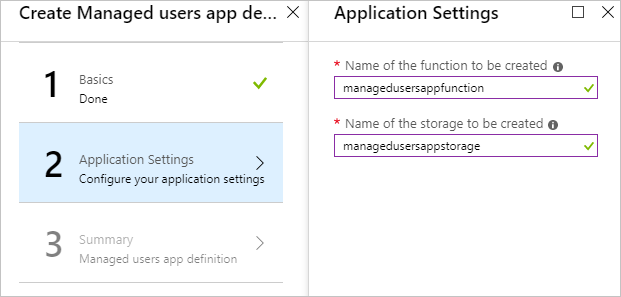 Create Managed users app de...
1
Basics
Done
2
Application Settings
Configure your application settings
3
Summary
Managed users app definition
Application Settings
* Name of the function to be created
managedusersappfunction
* Name of the storage to be created
managedusersappstorage